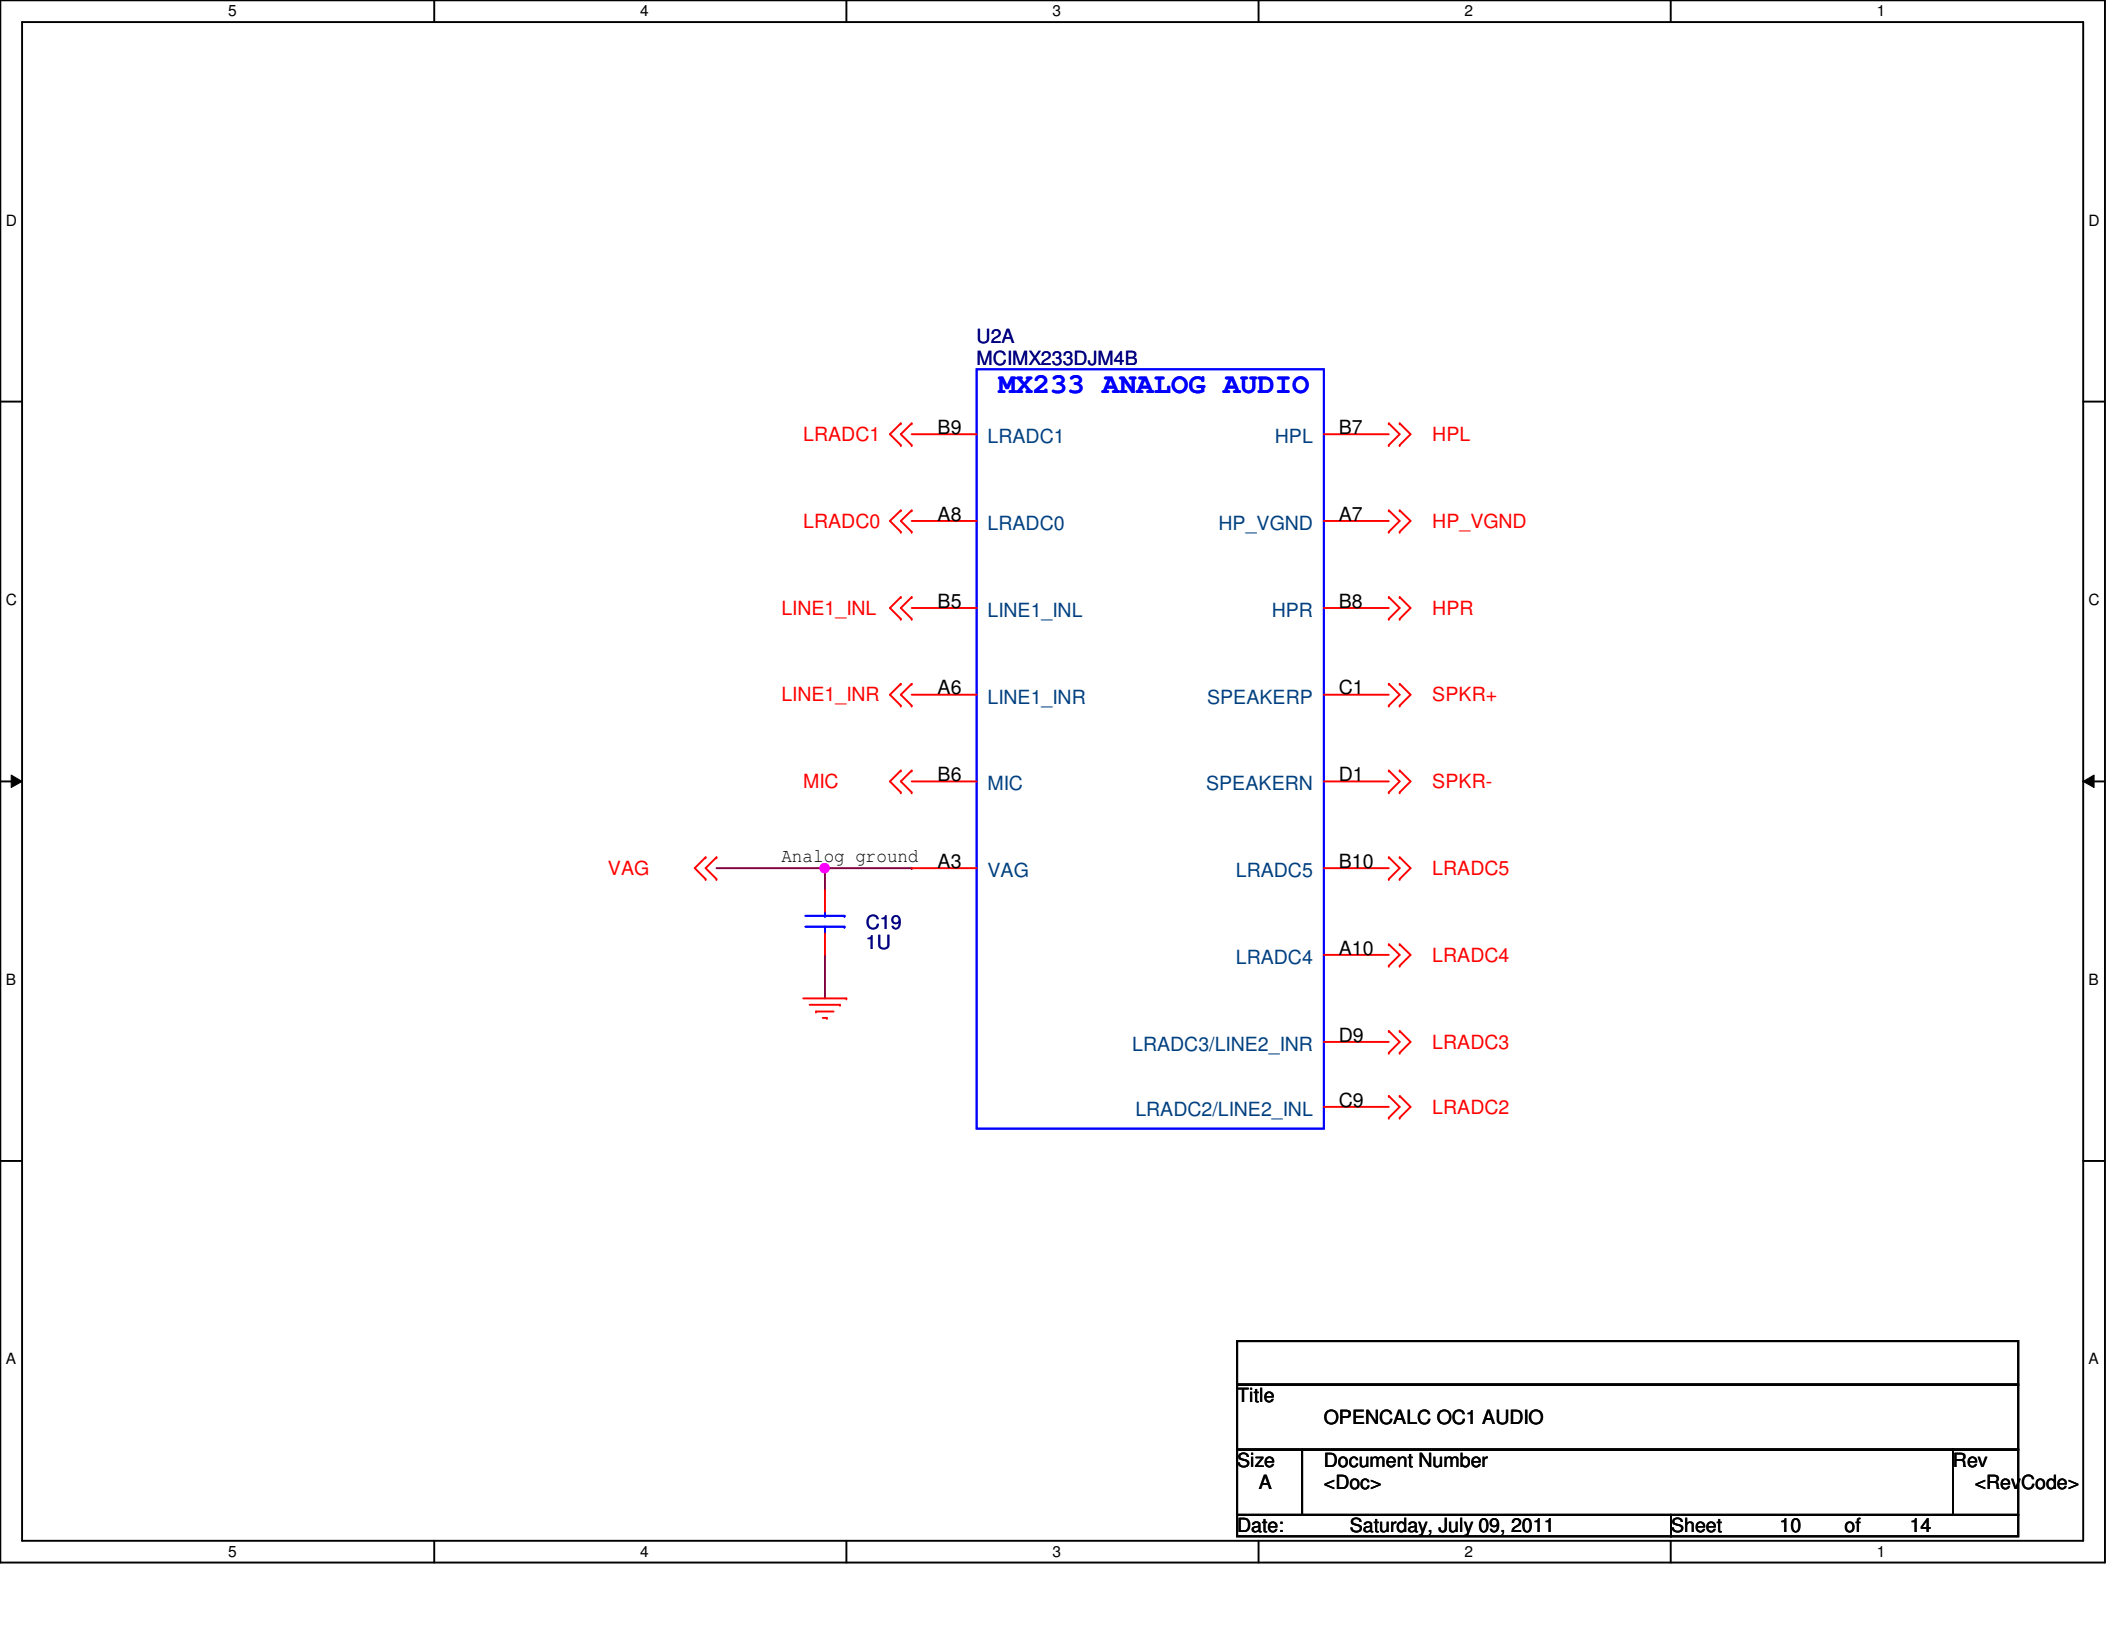 5 4 3 2 1
D D
U2A
MCIMX233DJM4B
MX233 ANALOG AUDIO
LRADC1 B9 LRADC1 HPL B7 HPL
LRADC0 A8 LRADC0 HP_VGND A7 HP_VGND
C C
LINE1_INL B5 LINE1_INL HPR B8 HPR
LINE1_INR A6 LINE1_INR SPEAKERP C1 SPKR+
MIC B6 MIC SPEAKERN D1 SPKR-
VAG Analog ground A3 VAG LRADC5 B10 LRADC5
C19
1U
LRADC4 A10 LRADC4
B B
LRADC3/LINE2_INR D9 LRADC3
LRADC2/LINE2_INL C9 LRADC2
A A
Title
OPENCALC OC1 AUDIO
Size Document Number Rev
A <Doc> <RevCode>
Date: Saturday, July 09, 2011 Sheet 10 of 14
5 4 3 2 1